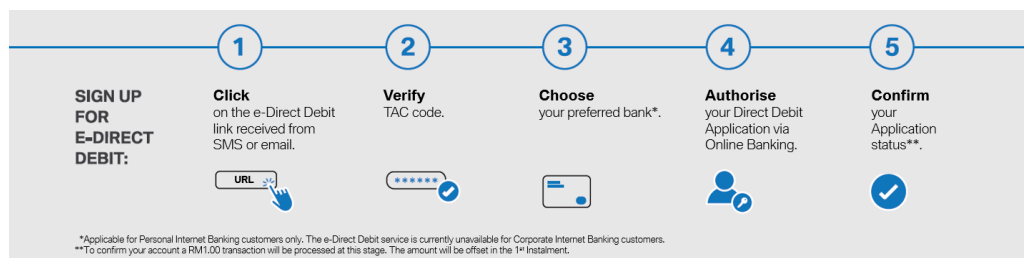 1
2
3
4
5
SIGN UP
FOR
E-DIRECT
DEBIT:
Click
on the e-Direct Debit
link received from
SMS or email.
URL
Verify
TAC code.
******
Choose
your preferred bank*.
Authorise
your Direct Debit
Application via
Online Banking.
Confirm
your
Application
status**.
*Applicable for Personal Internet Banking customers only. The e-Direct Debit service is currently unavailable for Corporate Internet Banking customers.
**To confirm your account a RM1.00 transaction will be processed at this stage. The amount will be offset in the 1st Instalment.